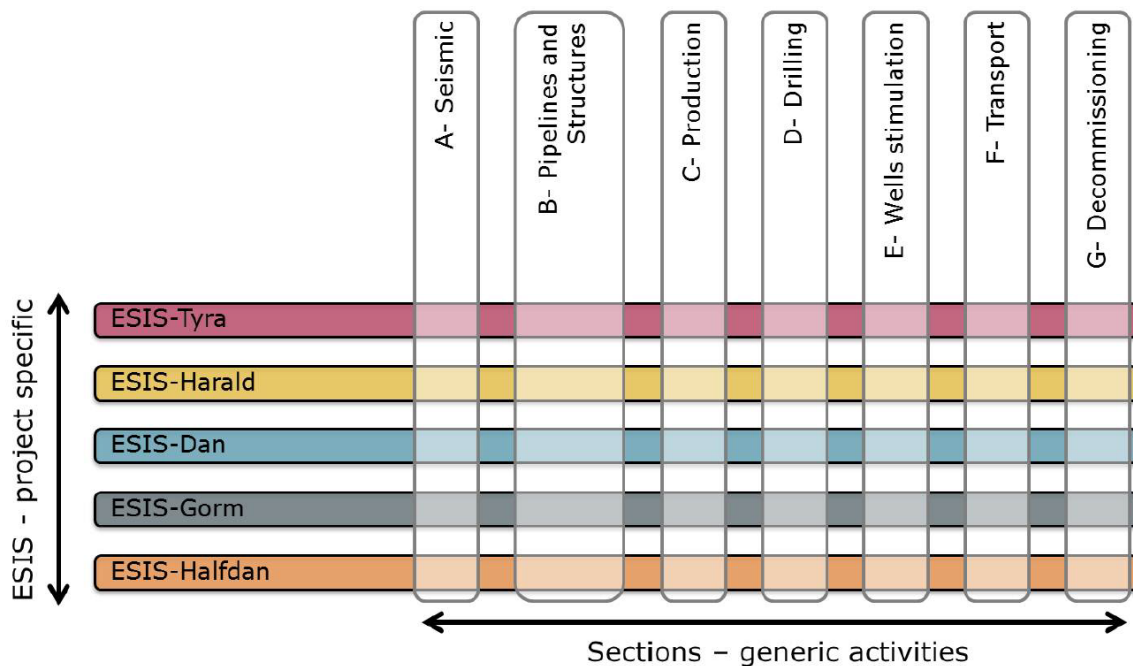 A- Seismic
B- Pipelines and
Structures
C- Production
D- Drilling
E- Wells stimulation
F- Transport
G- Decommissioning
ESIS - project specific
ESIS-Tyra
ESIS-Harald
ESIS-Dan
ESIS-Gorm
ESIS-Halfdan
Sections – generic activities